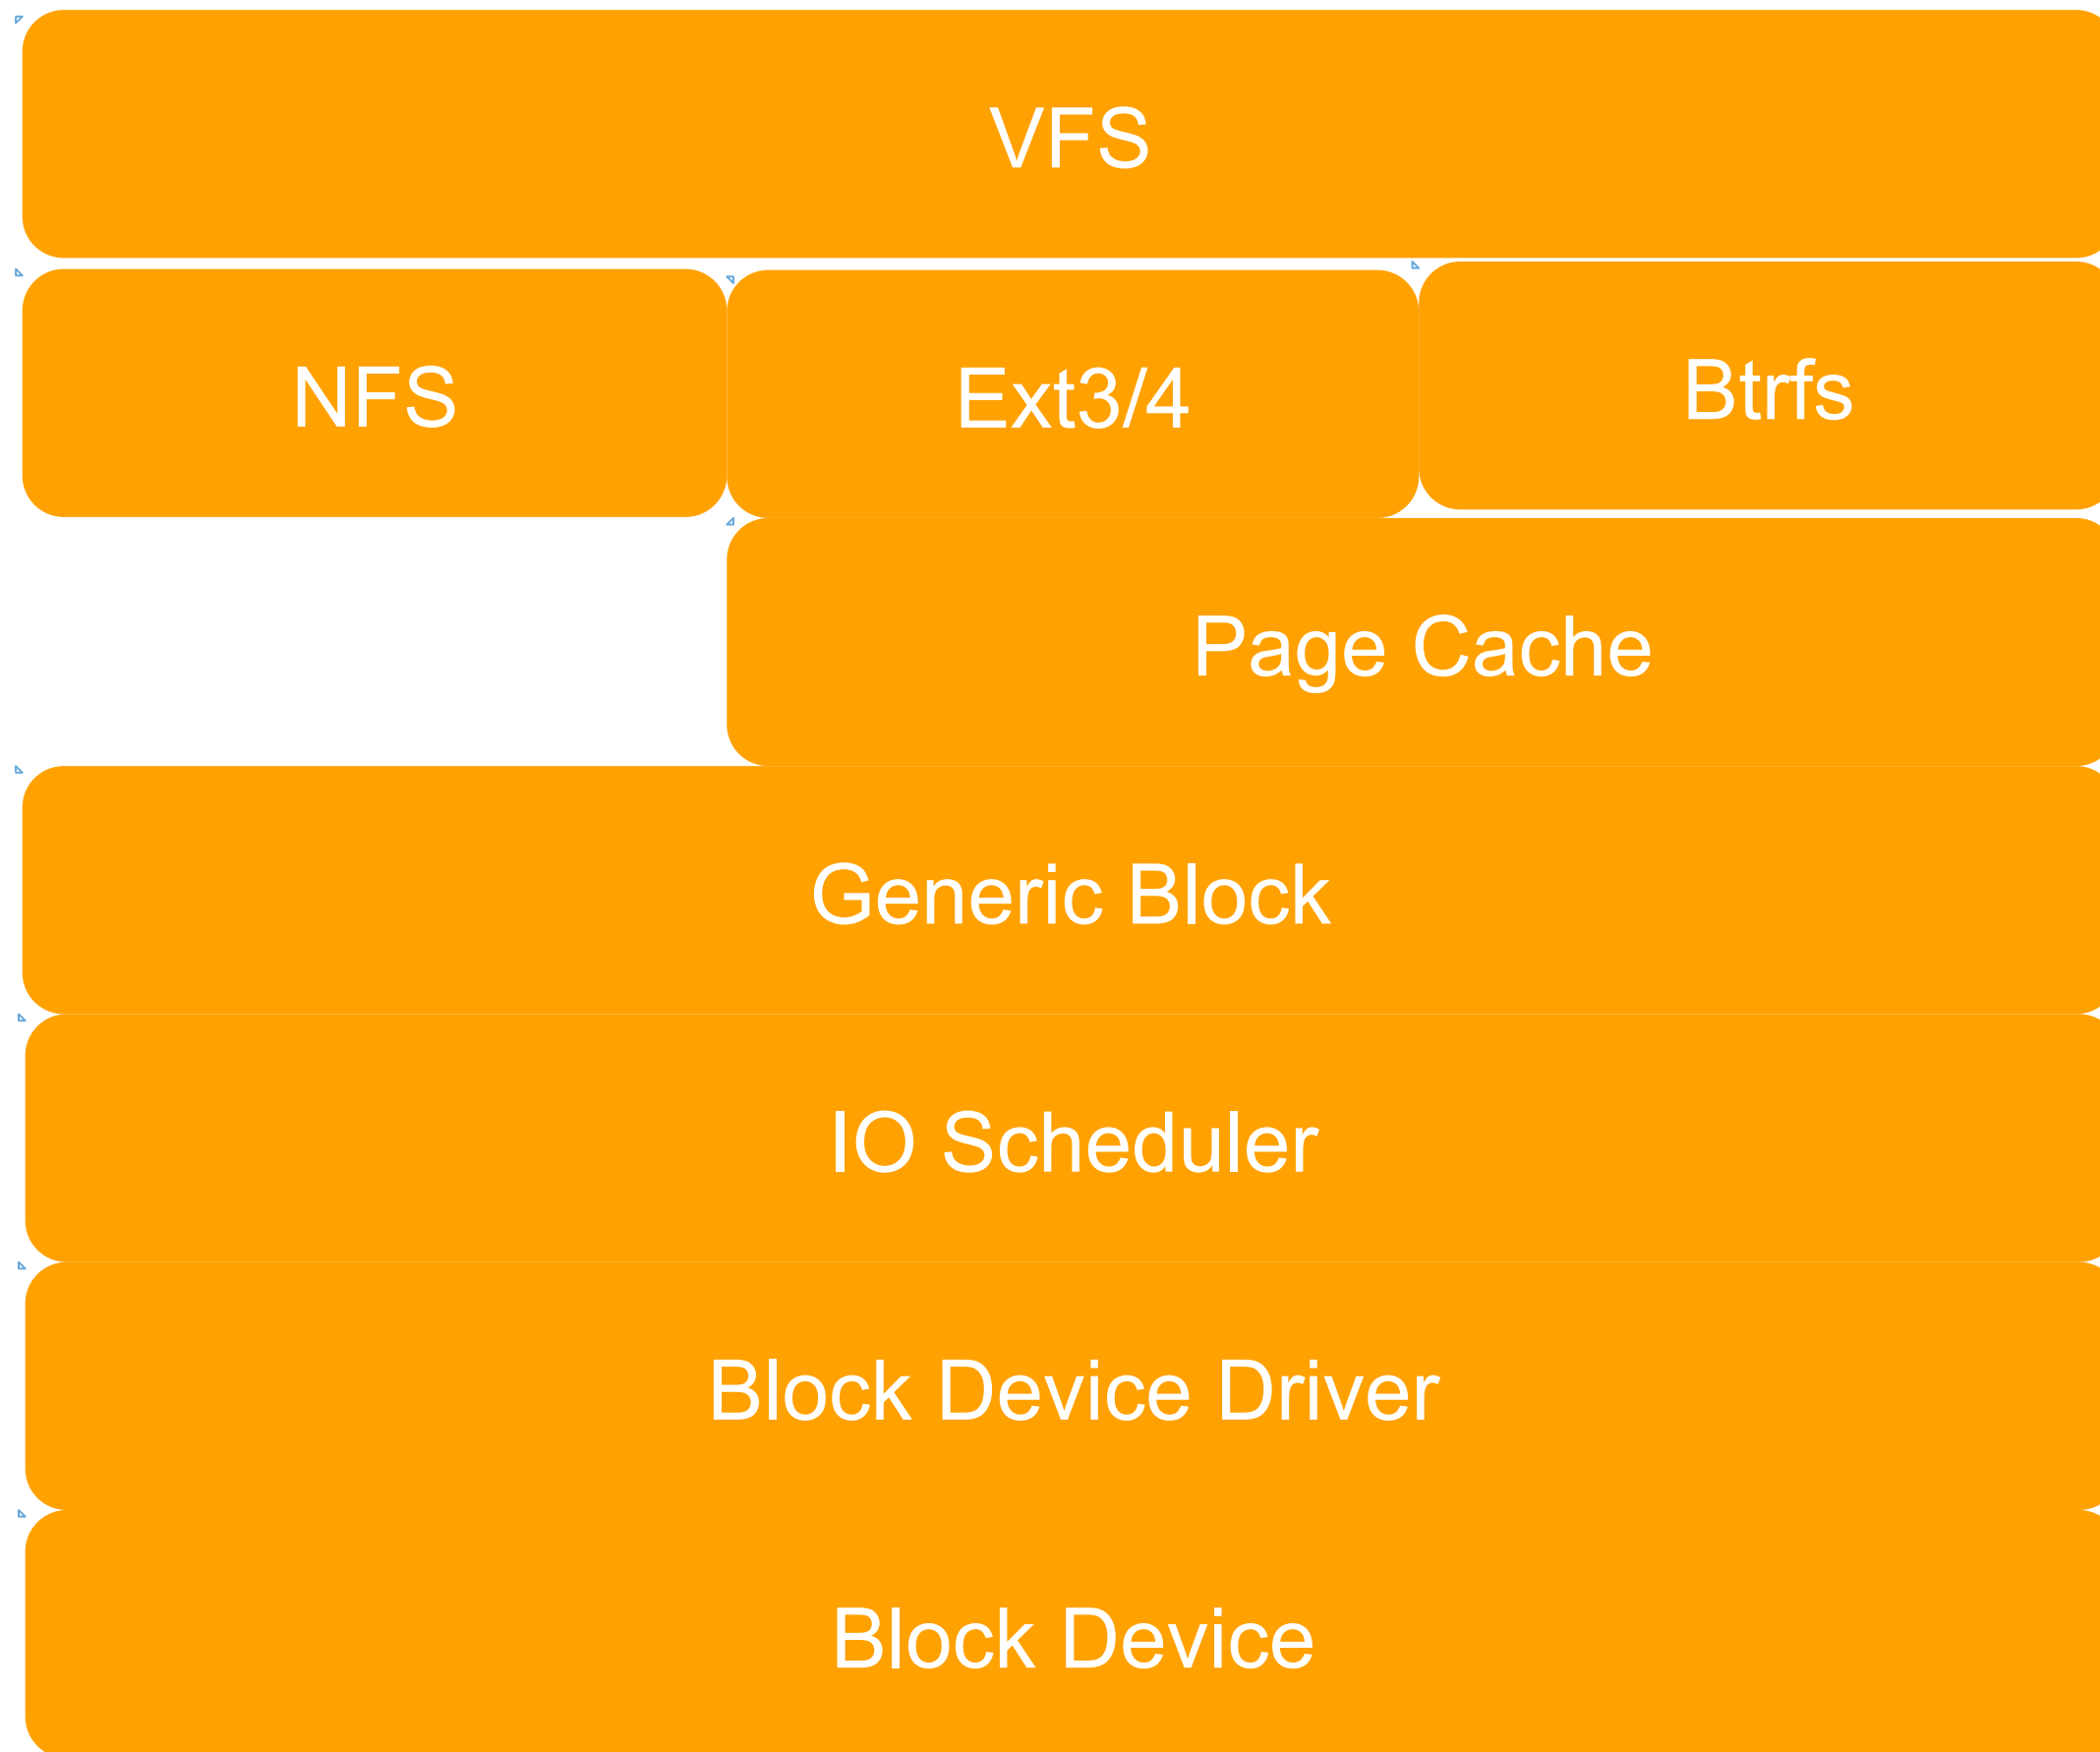 VFS
NFS
Ext3/4
Btrfs
Page Cache
Generic Block
IO Scheduler
Block Device Driver
Block Device